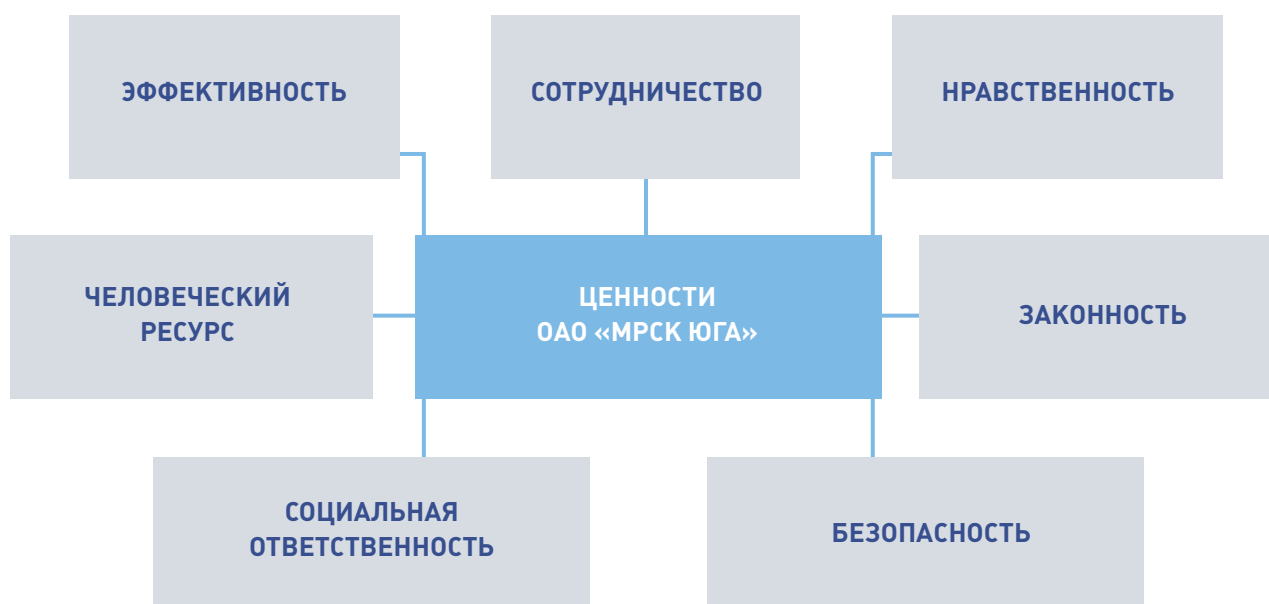 ЭФФЕКТИВНОСТЬ
СОТРУДНИЧЕСТВО
НРАВСТВЕННОСТЬ
ЧЕЛОВЕЧЕСКИЙ
РЕСУРС
ЦЕННОСТИ
ОАО «МРСК ЮГА»
ЗАКОННОСТЬ
СОЦИАЛЬНАЯ
ОТВЕТСТВЕННОСТЬ
БЕЗОПАСНОСТЬ